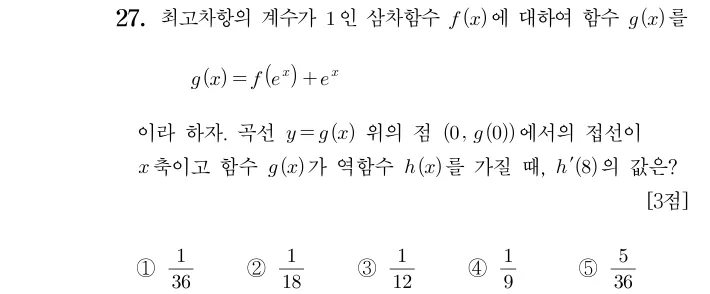 27. 최고차항의 계수가 1인 삼차함수 f(x)에 대하여 함수 g(x)를
g(x)=f(e^x)+e^x
이라 하자. 곡선 y=g(x) 위의 점 (0, g(0))에서의 접선이
x축이고 함수 g(x)가 역함수 h(x)를 가질 때, h′(8)의 값은?
[3점]
① 1/36 ② 1/18 ③ 1/12 ④ 1/9 ⑤ 5/36